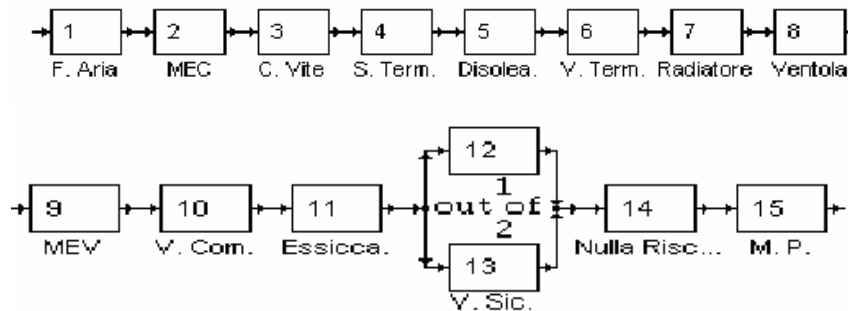 1 2 3 4 5 6 7 8
F. Aria MEC C. Vite S. Term. Disolea. V. Term. Radiatore Ventola
12
9 10 11 1 out of 2 14 15
MEV V. Com. Essicca. Nulla Risc... M. P.
13
V. Sic.